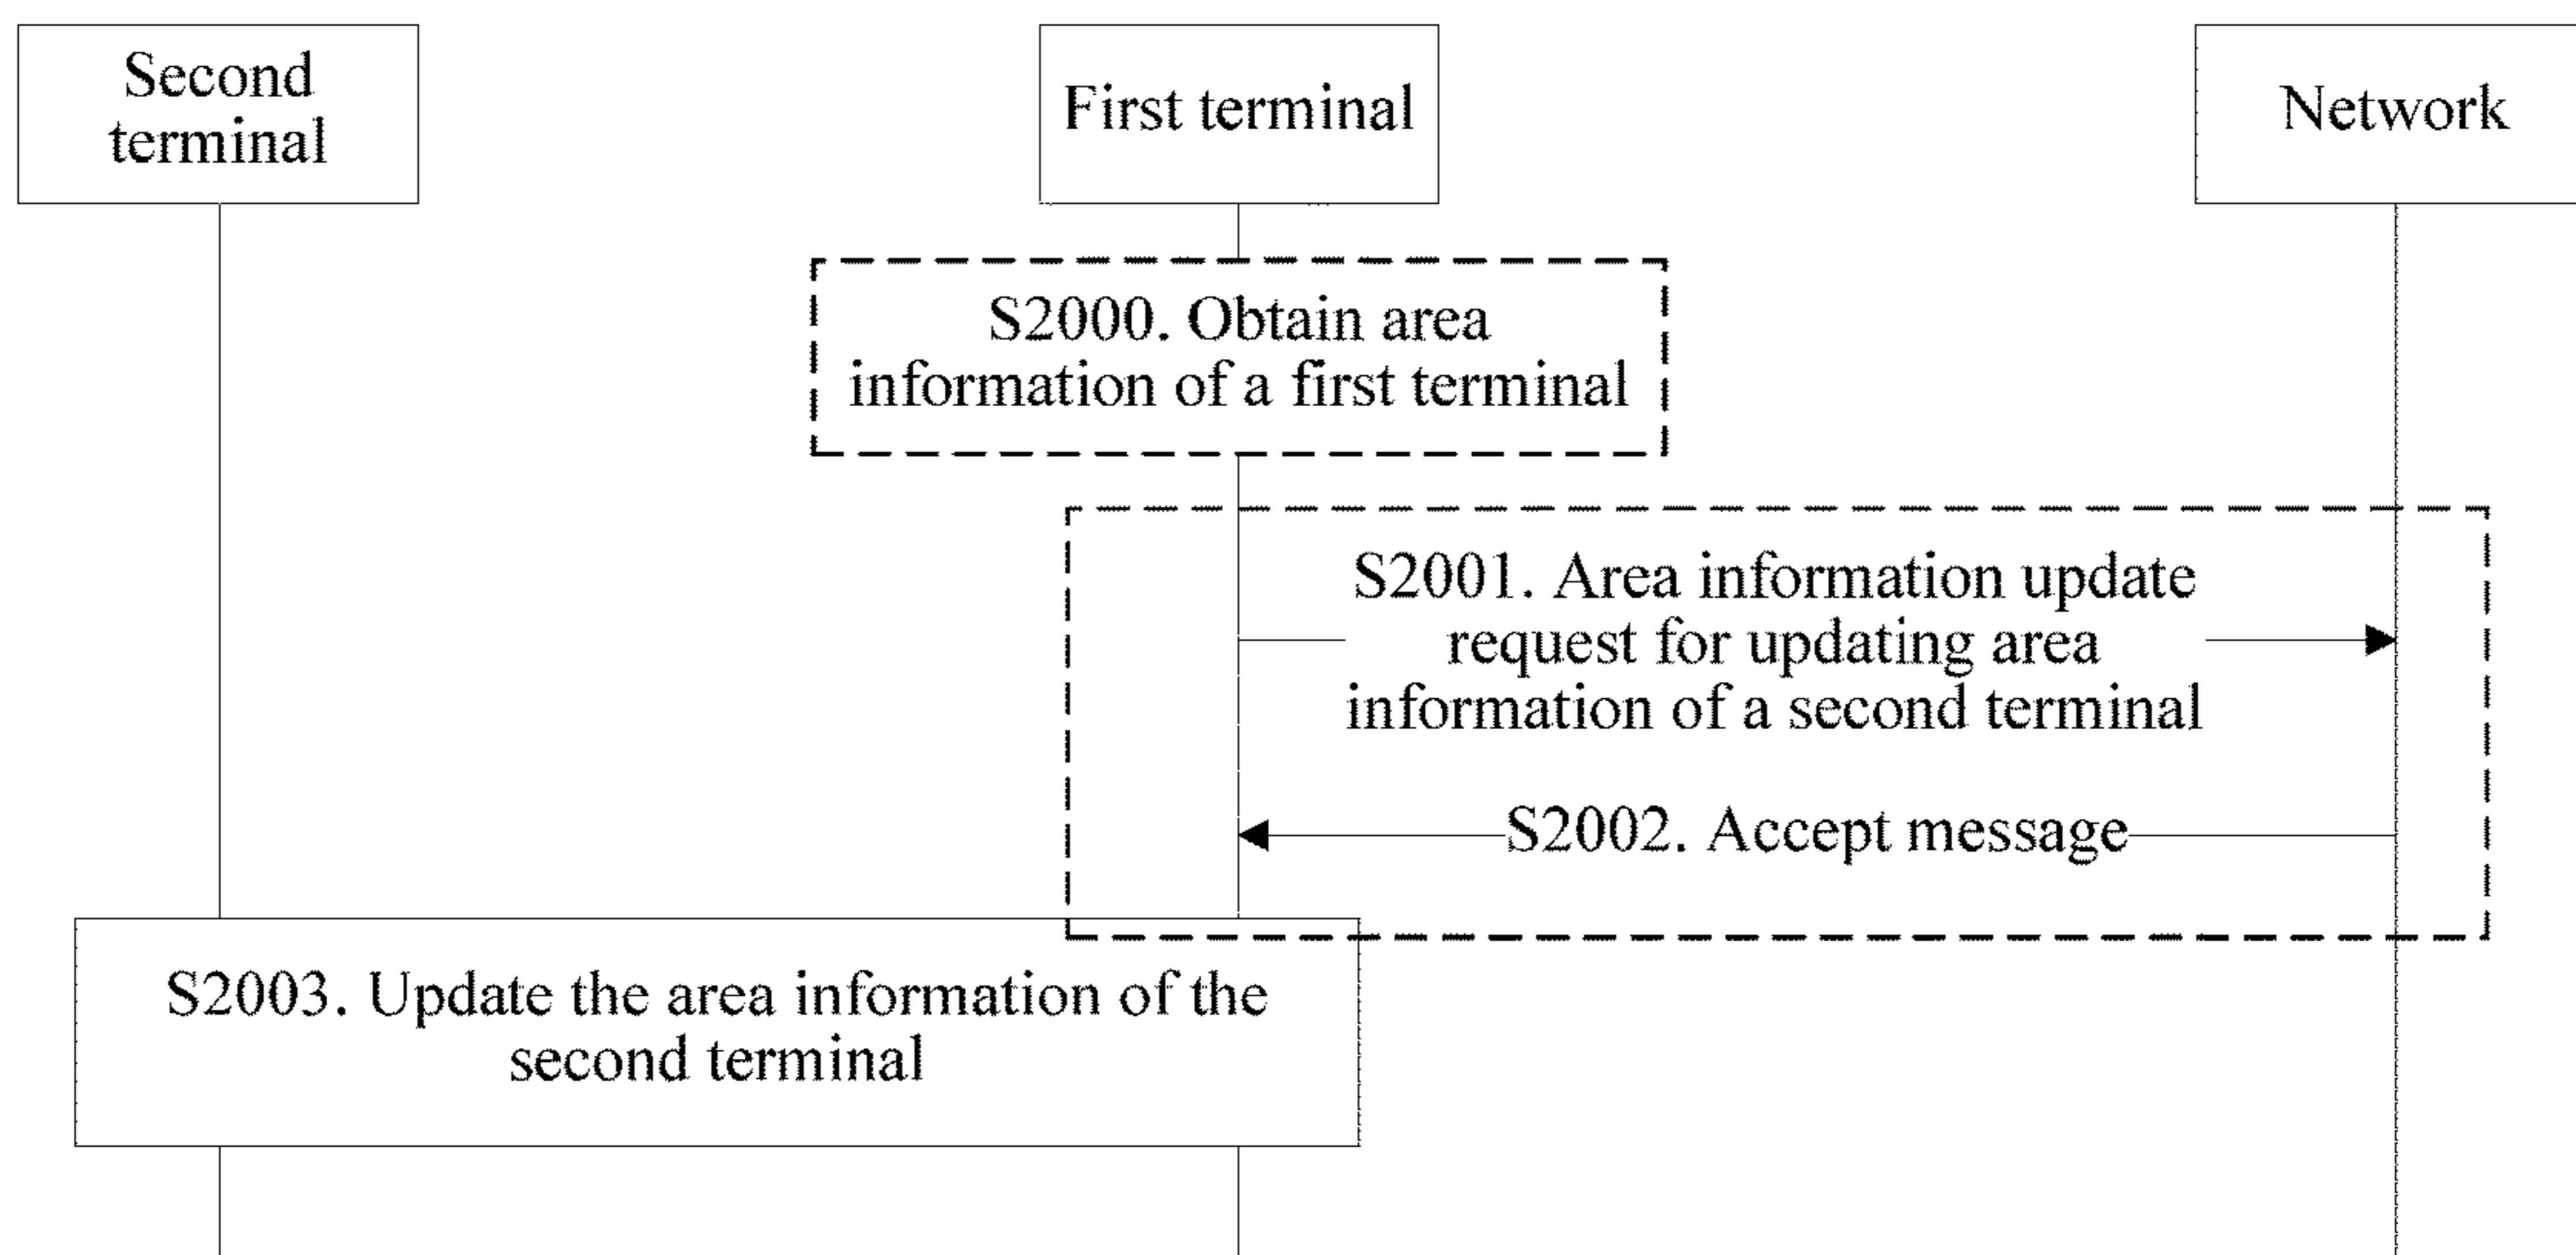 Second
terminal
First terminal
Network
S2000. Obtain area
information of a first terminal
S2001. Area information update
request for updating area
information of a second terminal
S2002. Accept message
S2003. Update the area information of the
second terminal